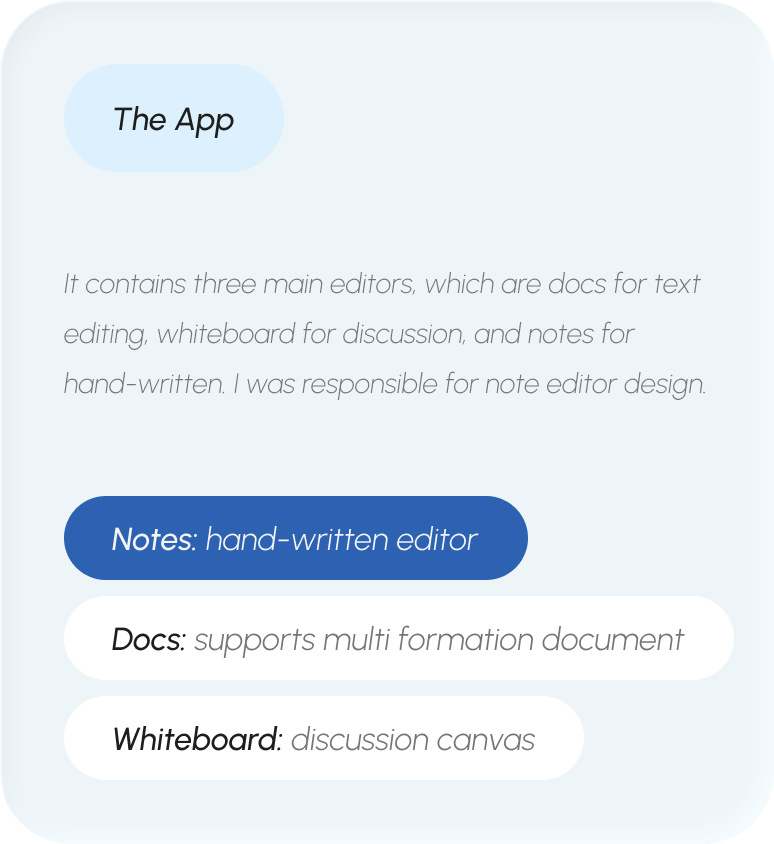 The App
It contains three main editors, which are docs for text
editing, whiteboard for discussion, and notes for
hand-written. I was responsible for note editor design.
Notes: hand-written editor
Docs: supports multi formation document
Whiteboard: discussion canvas